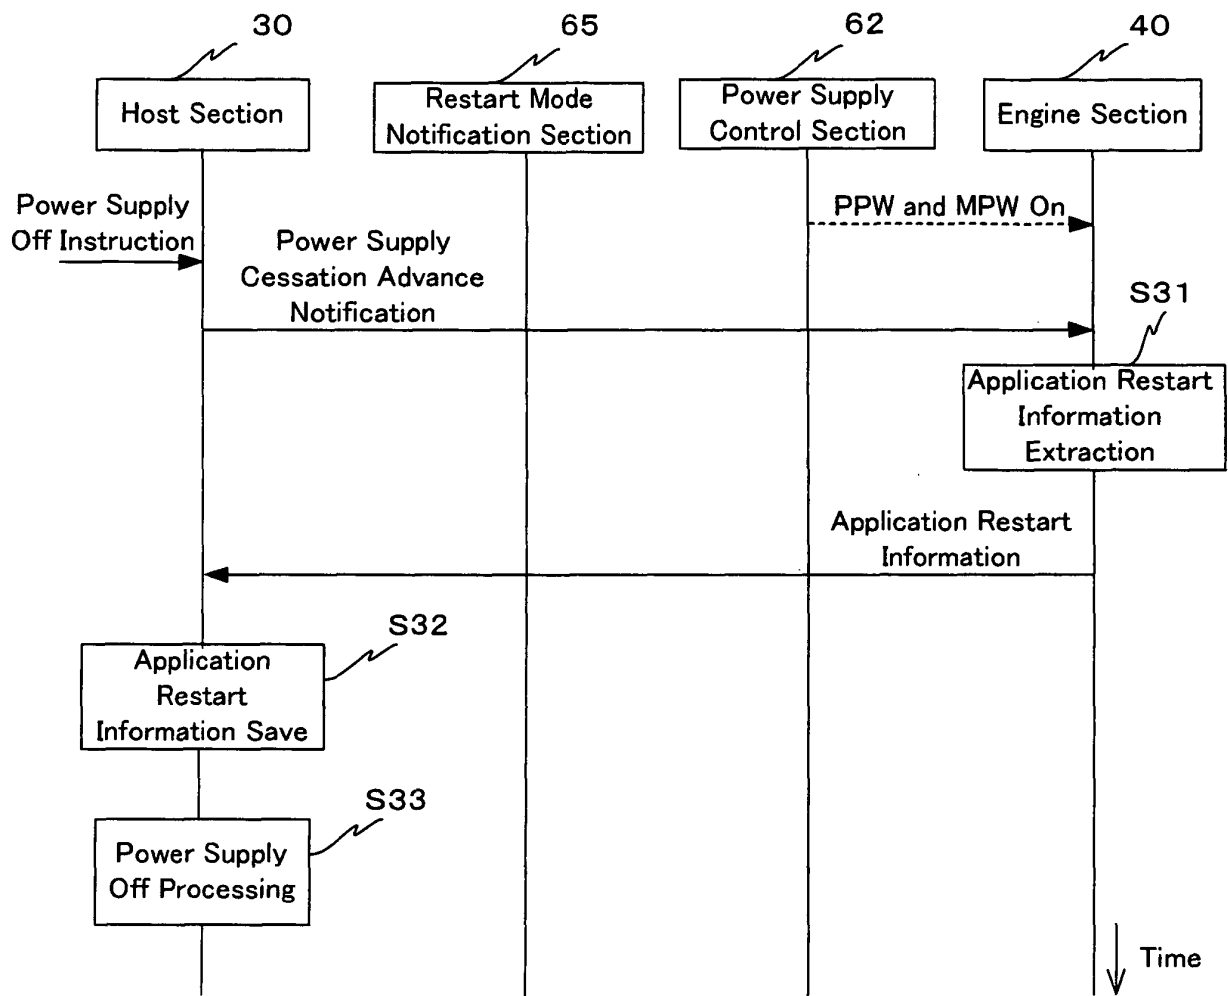 30
65
62
40
Host Section
Restart Mode
Notification Section
Power Supply
Control Section
Engine Section
PPW and MPW On
Power Supply
Off Instruction
Power Supply
Cessation Advance
Notification
S31
Application Restart
Information
Extraction
Application Restart
Information
S32
Application
Restart
Information Save
S33
Power Supply
Off Processing
Time